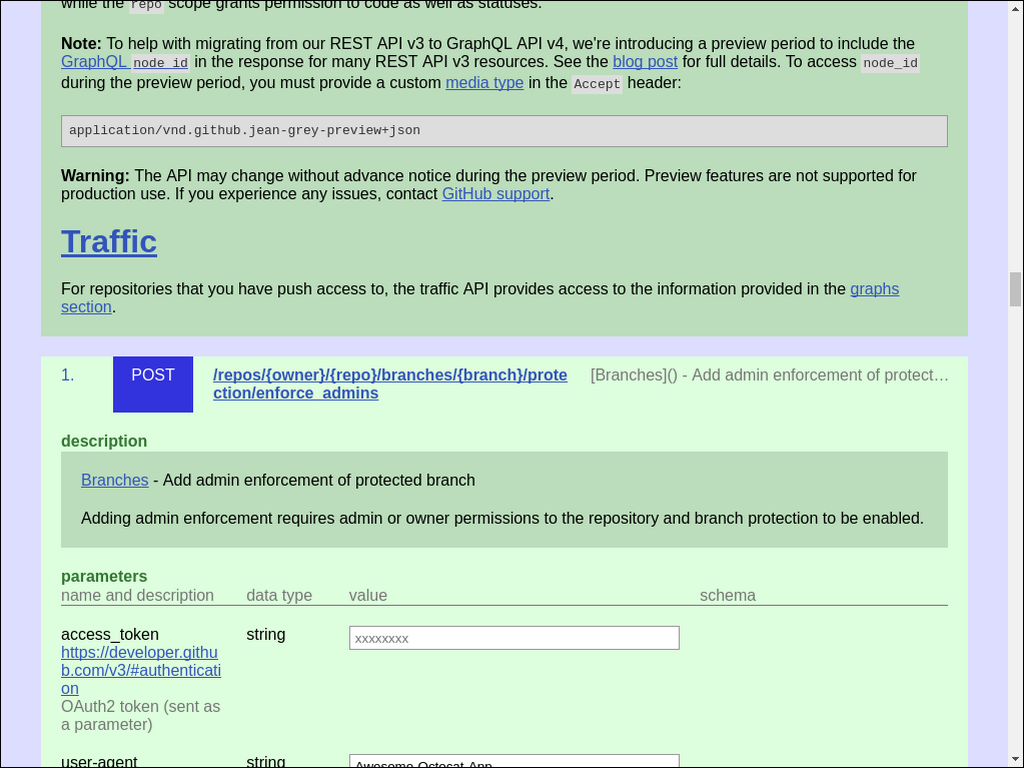 while the repo scope grants permission to code as well as statuses.
Note: To help with migrating from our REST API v3 to GraphQL API v4, we're introducing a preview period to include the
GraphQL node_id in the response for many REST API v3 resources. See the blog post for full details. To access node_id
during the preview period, you must provide a custom media type in the Accept header:
application/vnd.github.jean-grey-preview+json
Warning: The API may change without advance notice during the preview period. Preview features are not supported for
production use. If you experience any issues, contact GitHub support.
Traffic
For repositories that you have push access to, the traffic API provides access to the information provided in the graphs
section.
1. POST /repos/{owner}/{repo}/branches/{branch}/prote [Branches]() - Add admin enforcement of protect…
ction/enforce_admins
description
Branches - Add admin enforcement of protected branch
Adding admin enforcement requires admin or owner permissions to the repository and branch protection to be enabled.
parameters
name and description data type value schema
access_token string xxxxxxxx
https://developer.githu
b.com/v3/#authenticati
on
OAuth2 token (sent as
a parameter)
user-agent string Awesome-Octocat-App